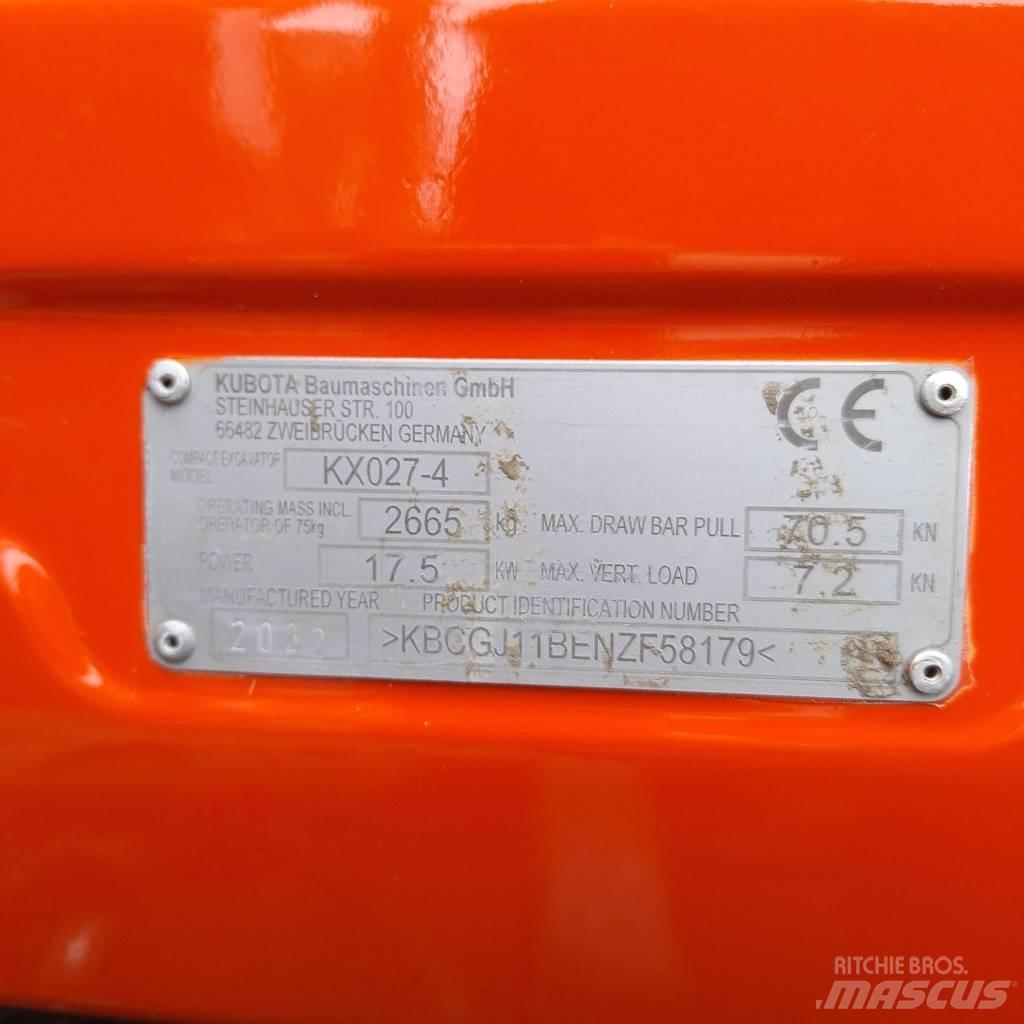 KUBOTA Baumaschinen GmbH
STEINHAUSER STR. 100
66482 ZWEIBRÜCKEN GERMANY
CE
COMPACT EXCAVATOR
MODEL
KX027-4
OPERATING MASS INCL.
OPERATOR OF 75kg
2665 kg
MAX. DRAW BAR PULL 70.5 KN
POWER 17.5 KW
MAX. VERT. LOAD 7.2 KN
MANUFACTURED YEAR
PRODUCT IDENTIFICATION NUMBER
2022
>KBCGJ11BENZF58179<
RITCHIE BROS.
MASCUS